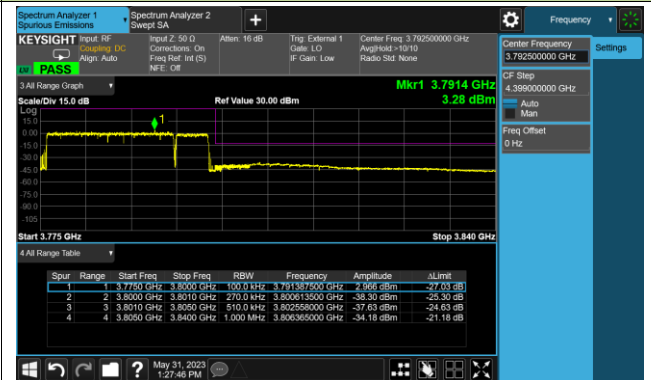 Spectrum Analyzer 1
Spurious Emissions
Spectrum Analyzer 2
Swept SA
+
Frequency
KEYSIGHT
Input: RF
Coupling: DC
Align: Auto
Input Z: 50 Ω
Corrections: On
Freq Ref: Int (S)
NFE: Off
Atten: 16 dB
Trig: External 1
Gate: LO
IF Gain: Low
Center Freq: 3.792500000 GHz
Avg|Hold:>10/10
Radio Std: None
PASS
Center Frequency
3.792500000 GHz
Settings
CF Step
4.399000000 GHz
Auto
Man
Freq Offset
0 Hz
3 All Range Graph
Mkr1 3.7914 GHz
Scale/Div 15.0 dB
Ref Value 30.00 dBm
3.28 dBm
Log
15.0
0.00
-15.0
-30.0
-45.0
-60.0
-75.0
-90.0
-105
1
Start 3.775 GHz
Stop 3.840 GHz
4 All Range Table
Spur Range Start Freq Stop Freq RBW Frequency Amplitude ΔLimit
1 1 3.7750 GHz 3.8000 GHz 100.0 kHz 3.791387500 GHz 2.966 dBm -27.03 dB
2 2 3.8000 GHz 3.8010 GHz 270.0 kHz 3.800613500 GHz -38.30 dBm -25.30 dB
3 3 3.8010 GHz 3.8050 GHz 510.0 kHz 3.802558000 GHz -37.63 dBm -24.63 dB
4 4 3.8050 GHz 3.8400 GHz 1.000 MHz 3.806365000 GHz -34.18 dBm -21.18 dB
?
May 31, 2023
1:27:46 PM